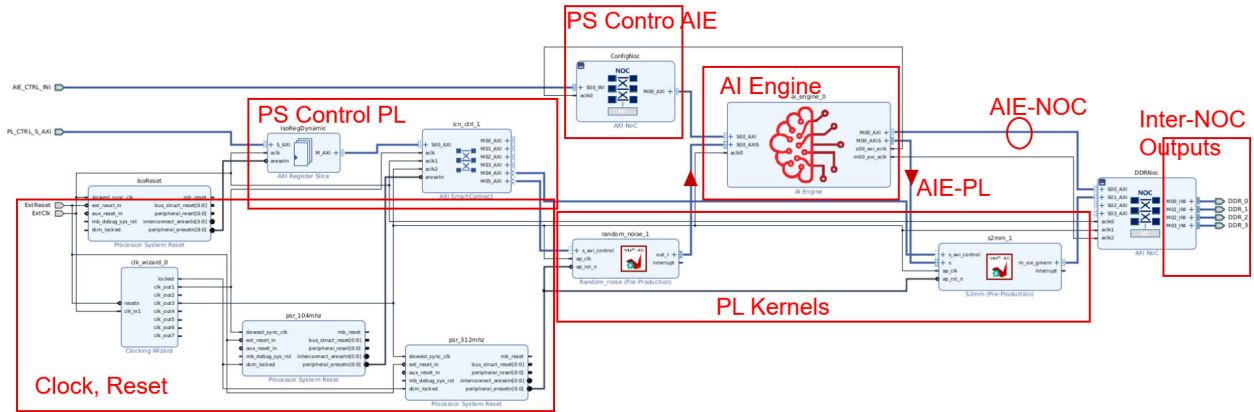 PS Contro AIE
ConfigNoc
NOC
S00_INI
aclk0
M00_AXI
AXI NoC
AIE_CTRL_INI
PL_CTRL_S_AXI
PS Control PL
IsoRegDynamic
S_AXI
aclk
aresetn
M_AXI
AXI Register Slice
icn_ctrl_1
S00_AXI
aclk
aclk1
aclk2
aresetn
M00_AXI
M01_AXI
M02_AXI
M03_AXI
M04_AXI
M05_AXI
AXI SmartConnect
AI Engine
ai_engine_0
S00_AXI
S00_AXIS
aclk0
M00_AXI
M00_AXIS
s00_axi_aclk
m00_axi_aclk
AI Engine
AIE-NOC
AIE-PL
Inter-NOC
Outputs
DDRNoc
NOC
S00_AXI
S01_AXI
S02_AXI
S03_AXI
aclk0
aclk1
aclk2
M00_INI
M01_INI
M02_INI
M03_INI
AXI NoC
DDR_0
DDR_1
DDR_2
DDR_3
ExtReset
ExtClk
IsoReset
slowest_sync_clk
ext_reset_in
aux_reset_in
mb_debug_sys_rst
dcm_locked
mb_reset
bus_struct_reset[0:0]
peripheral_reset[0:0]
interconnect_aresetn[0:0]
peripheral_aresetn[0:0]
Processor System Reset
clk_wizard_0
resetn
clk_in1
locked
clk_out1
clk_out2
clk_out3
clk_out4
clk_out5
clk_out6
clk_out7
Clocking Wizard
psr_104mhz
slowest_sync_clk
ext_reset_in
aux_reset_in
mb_debug_sys_rst
dcm_locked
mb_reset
bus_struct_reset[0:0]
peripheral_reset[0:0]
interconnect_aresetn[0:0]
peripheral_aresetn[0:0]
Processor System Reset
psr_312mhz
slowest_sync_clk
ext_reset_in
aux_reset_in
mb_debug_sys_rst
dcm_locked
mb_reset
bus_struct_reset[0:0]
peripheral_reset[0:0]
interconnect_aresetn[0:0]
peripheral_aresetn[0:0]
Processor System Reset
Clock, Reset
random_noise_1
s_axi_control
ap_clk
ap_rst_n
out_r
interrupt
Random_noise (Pre-Production)
s2mm_1
s_axi_control
s
ap_clk
ap_rst_n
m_axi_gmem
interrupt
S2mm (Pre-Production)
PL Kernels